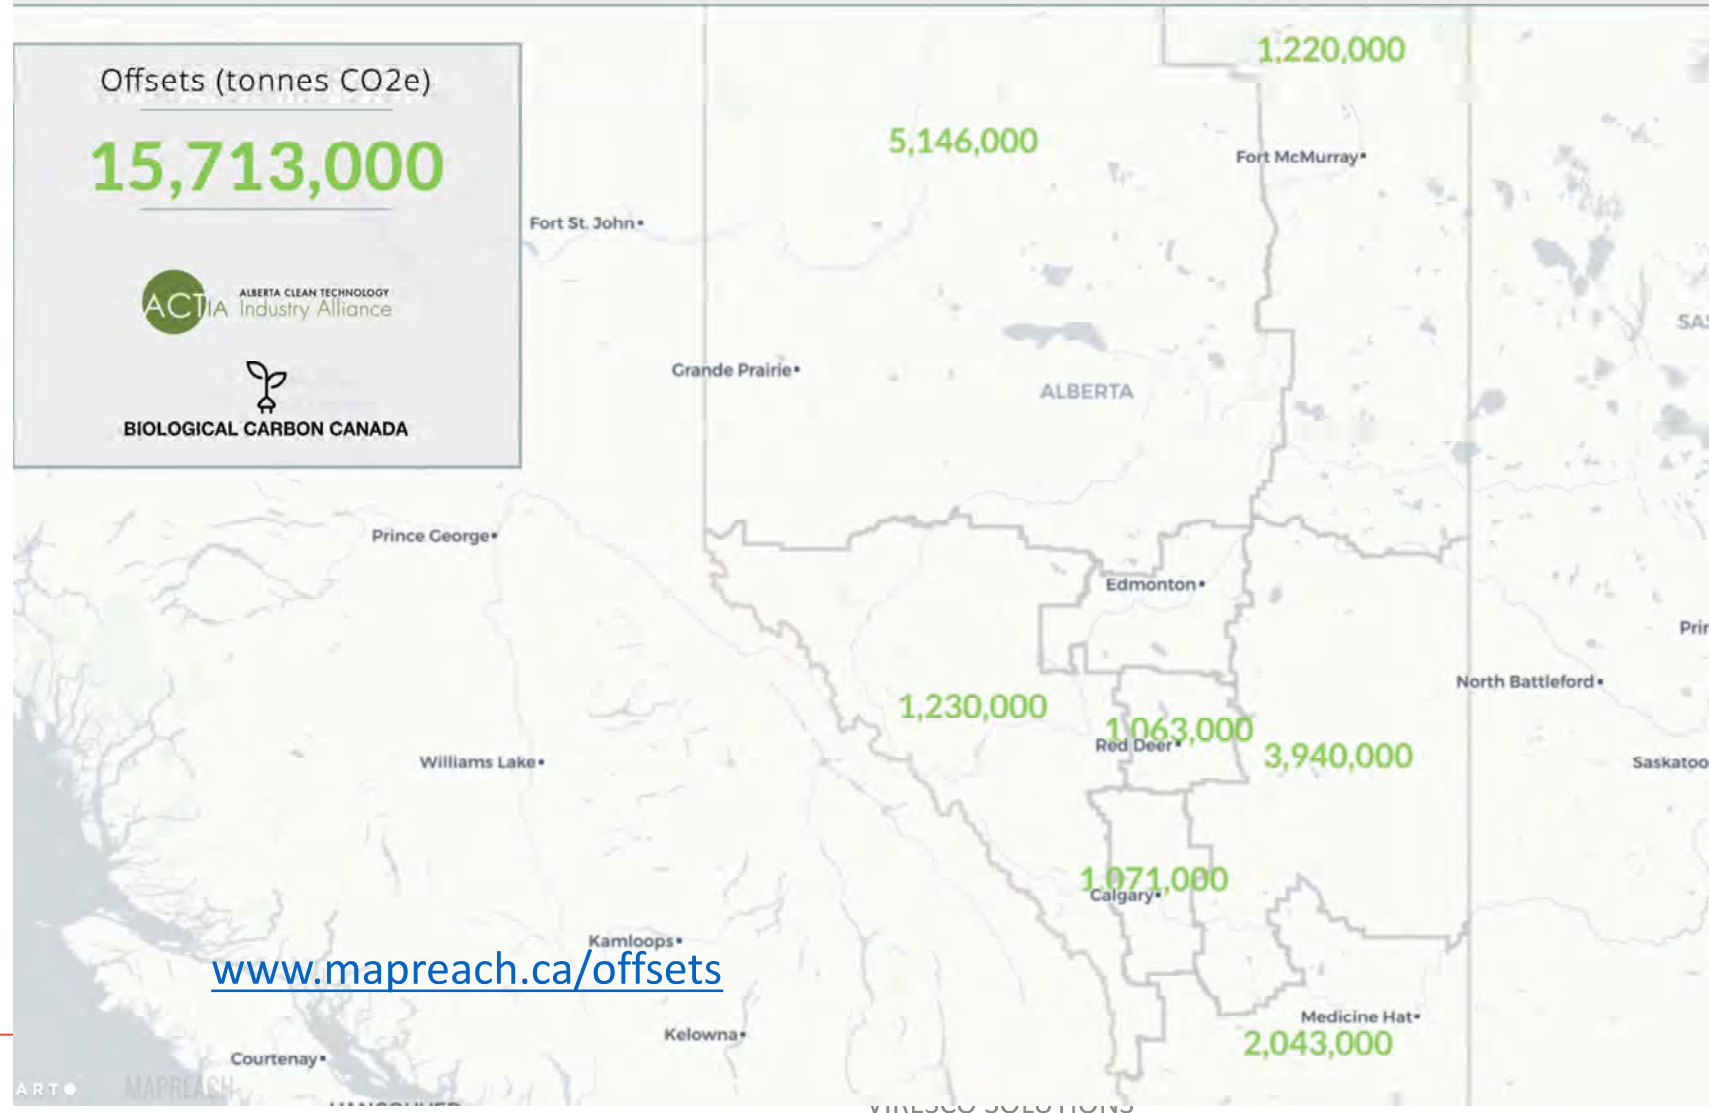 Offsets (tonnes CO2e)
15,713,000
ACTIA ALBERTA CLEAN TECHNOLOGY
Industry Alliance
BIOLOGICAL CARBON CANADA
1,220,000
5,146,000
Fort McMurray
Fort St. John
Grande Prairie
ALBERTA
Prince George
Edmonton
North Battleford
1,230,000
1,063,000
Red Deer
3,940,000
Williams Lake
1,071,000
Calgary
Kamloops
www.mapreach.ca/offsets
Medicine Hat
Kelowna
2,043,000
Courtenay
MAPREACH
VANCOUVER
VIRESCO SOLUTIONS